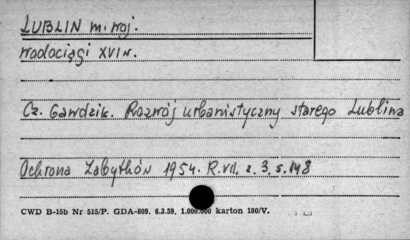 LUBLIN m. woj.
wodociągi XVI w.
Cz. Gawdzik. Rozwój urbanistyczny starego Lublina
Ochrona Zabytków 1954. R. VII. z. 3. s. 148
CWD B-15b Nr 515/P. GDA-809. 6.3.59. 1.000.000 karton 180/V.